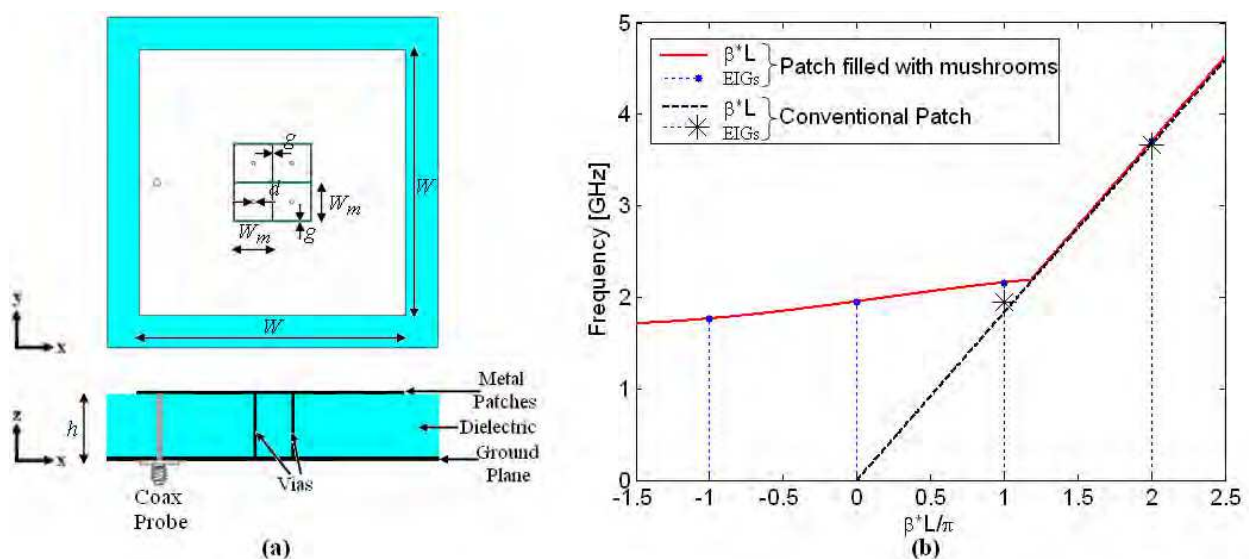 g
d
W_m
W
W_m
g
y
x
W
Metal
Patches
z
h
Dielectric
x
Ground
Plane
Vias
Coax
Probe
(a)
5
4
3
2
1
0
Frequency [GHz]
β*L
EIGs
Patch filled with mushrooms
β*L
EIGs
Conventional Patch
-1.5 -1 -0.5 0 0.5 1 1.5 2 2.5
β*L/π
(b)